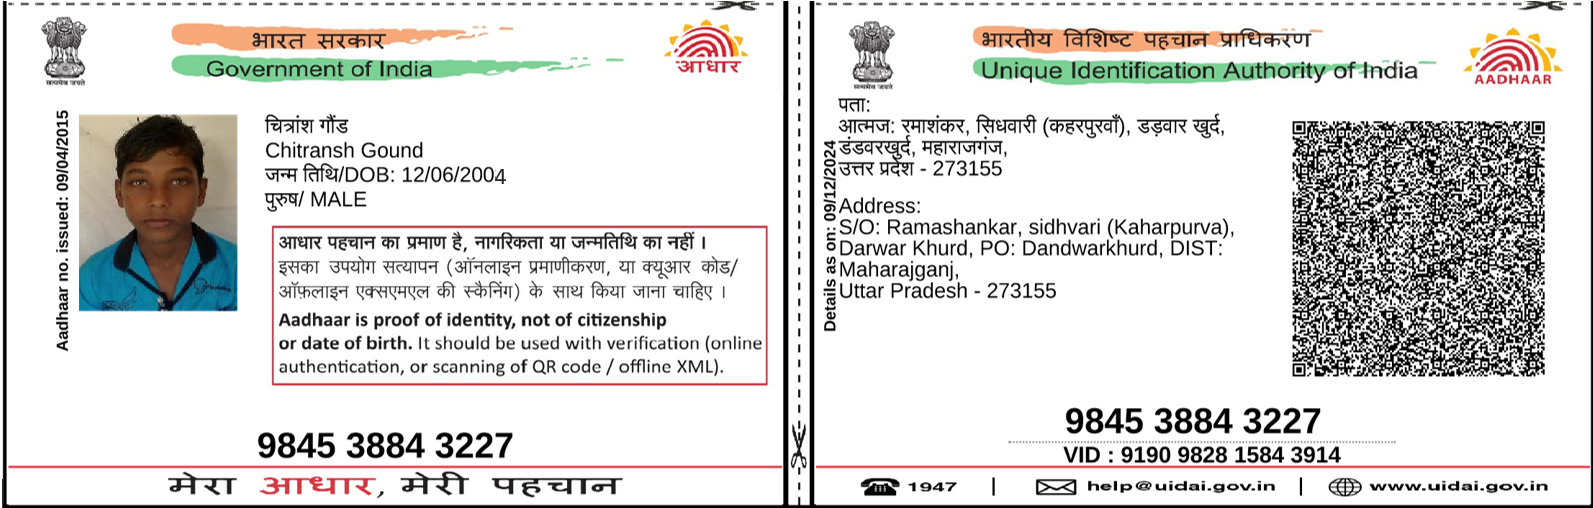 भारत सरकार
Government of India
आधार
Aadhaar no. issued: 09/04/2015
चित्रांश गौंड
Chitransh Gound
जन्म तिथि/DOB: 12/06/2004
पुरुष/ MALE
आधार पहचान का प्रमाण है, नागरिकता या जन्मतिथि का नहीं ।
इसका उपयोग सत्यापन (ऑनलाइन प्रमाणीकरण, या क्यूआर कोड/
ऑफ़लाइन एक्सएमएल की स्कैनिंग) के साथ किया जाना चाहिए ।
Aadhaar is proof of identity, not of citizenship
or date of birth. It should be used with verification (online
authentication, or scanning of QR code / offline XML).
9845 3884 3227
मेरा आधार, मेरी पहचान
भारतीय विशिष्ट पहचान प्राधिकरण
Unique Identification Authority of India
AADHAAR
Details as on: 09/12/2024
पता:
आत्मज: रमाशंकर, सिधवारी (कहरपुरवाँ), डड़वार खुर्द,
डंडवरखुर्द, महाराजगंज,
उत्तर प्रदेश - 273155
Address:
S/O: Ramashankar, sidhvari (Kaharpurva),
Darwar Khurd, PO: Dandwarkhurd, DIST:
Maharajganj,
Uttar Pradesh - 273155
9845 3884 3227
VID : 9190 9828 1584 3914
1947 | help@uidai.gov.in | www.uidai.gov.in